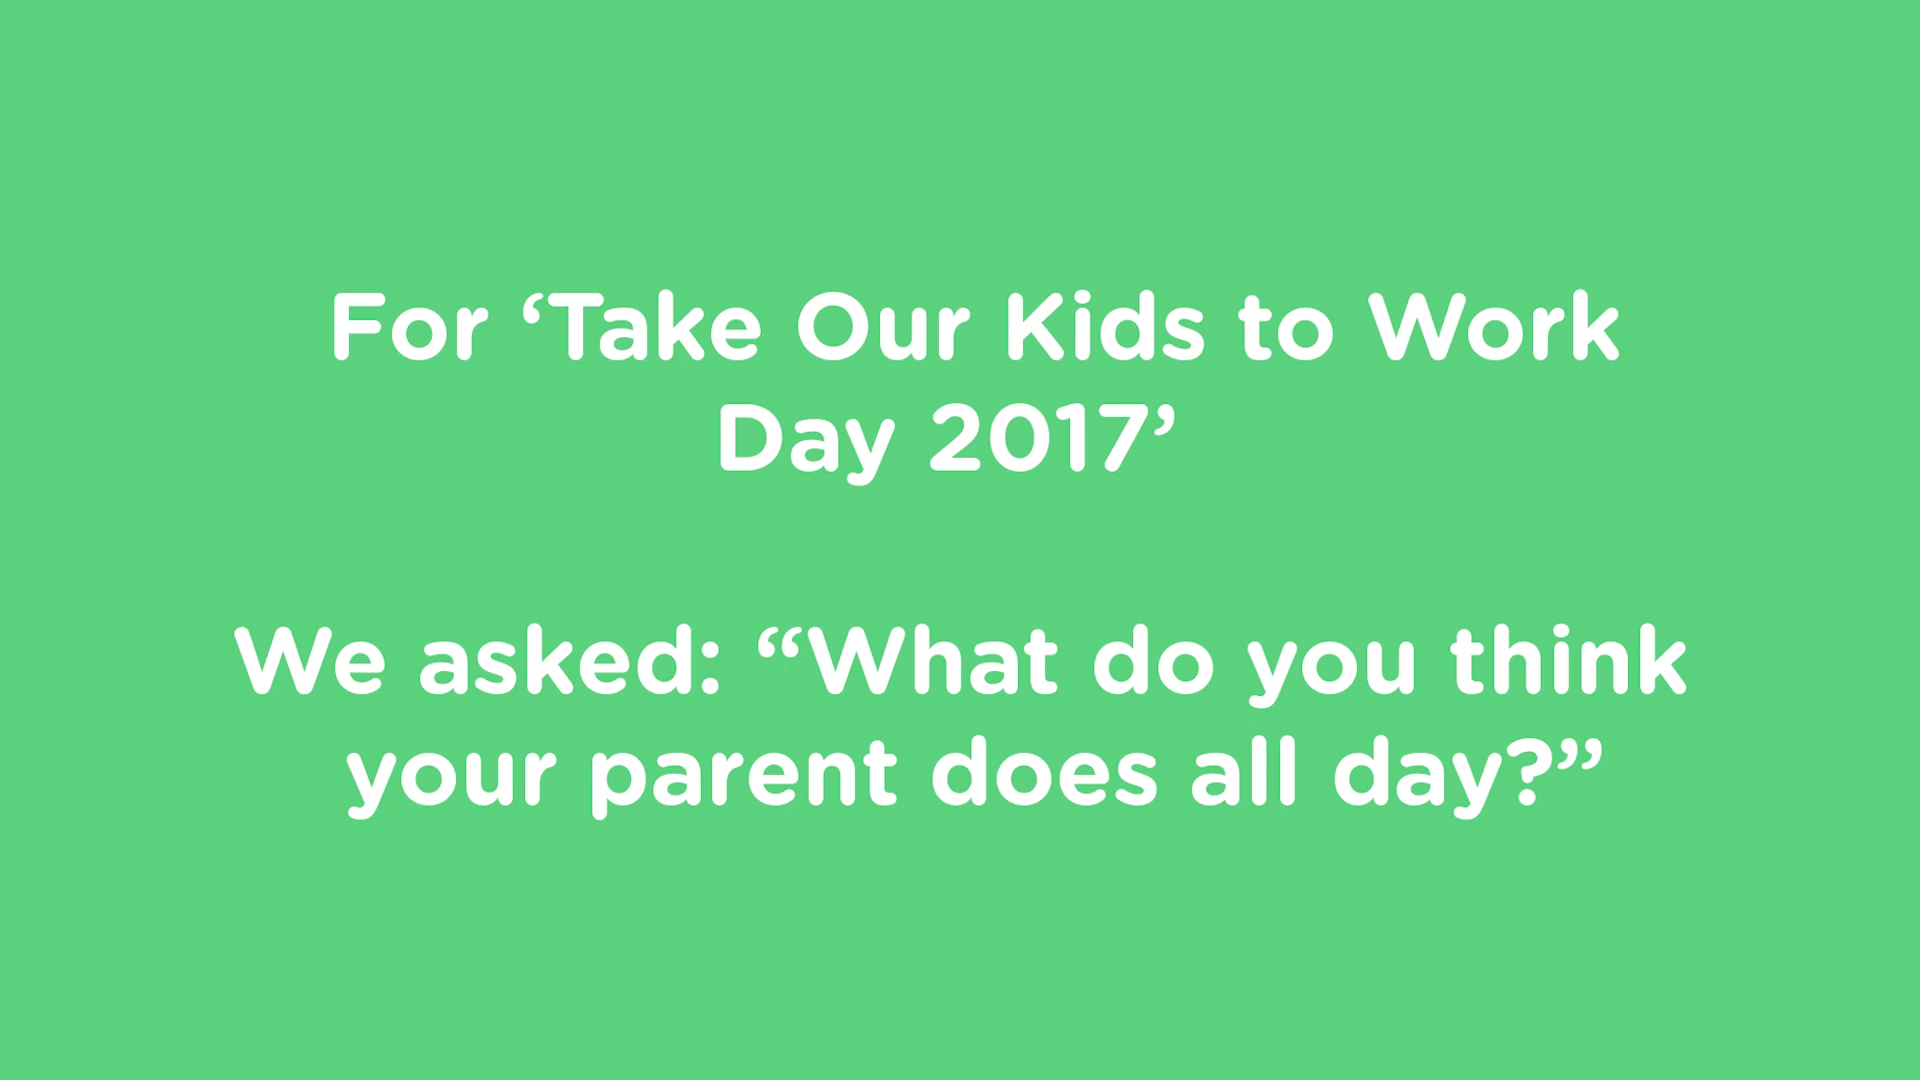 For ‘Take Our Kids to Work
Day 2017’
We asked: “What do you think
your parent does all day?”